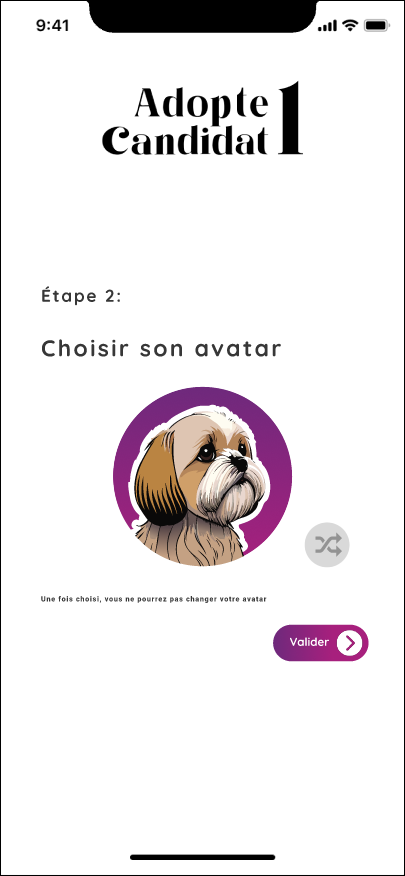 9:41
Adopte 1
Candidat
Étape 2:
Choisir son avatar
Une fois choisi, vous ne pourrez pas changer votre avatar
Valider